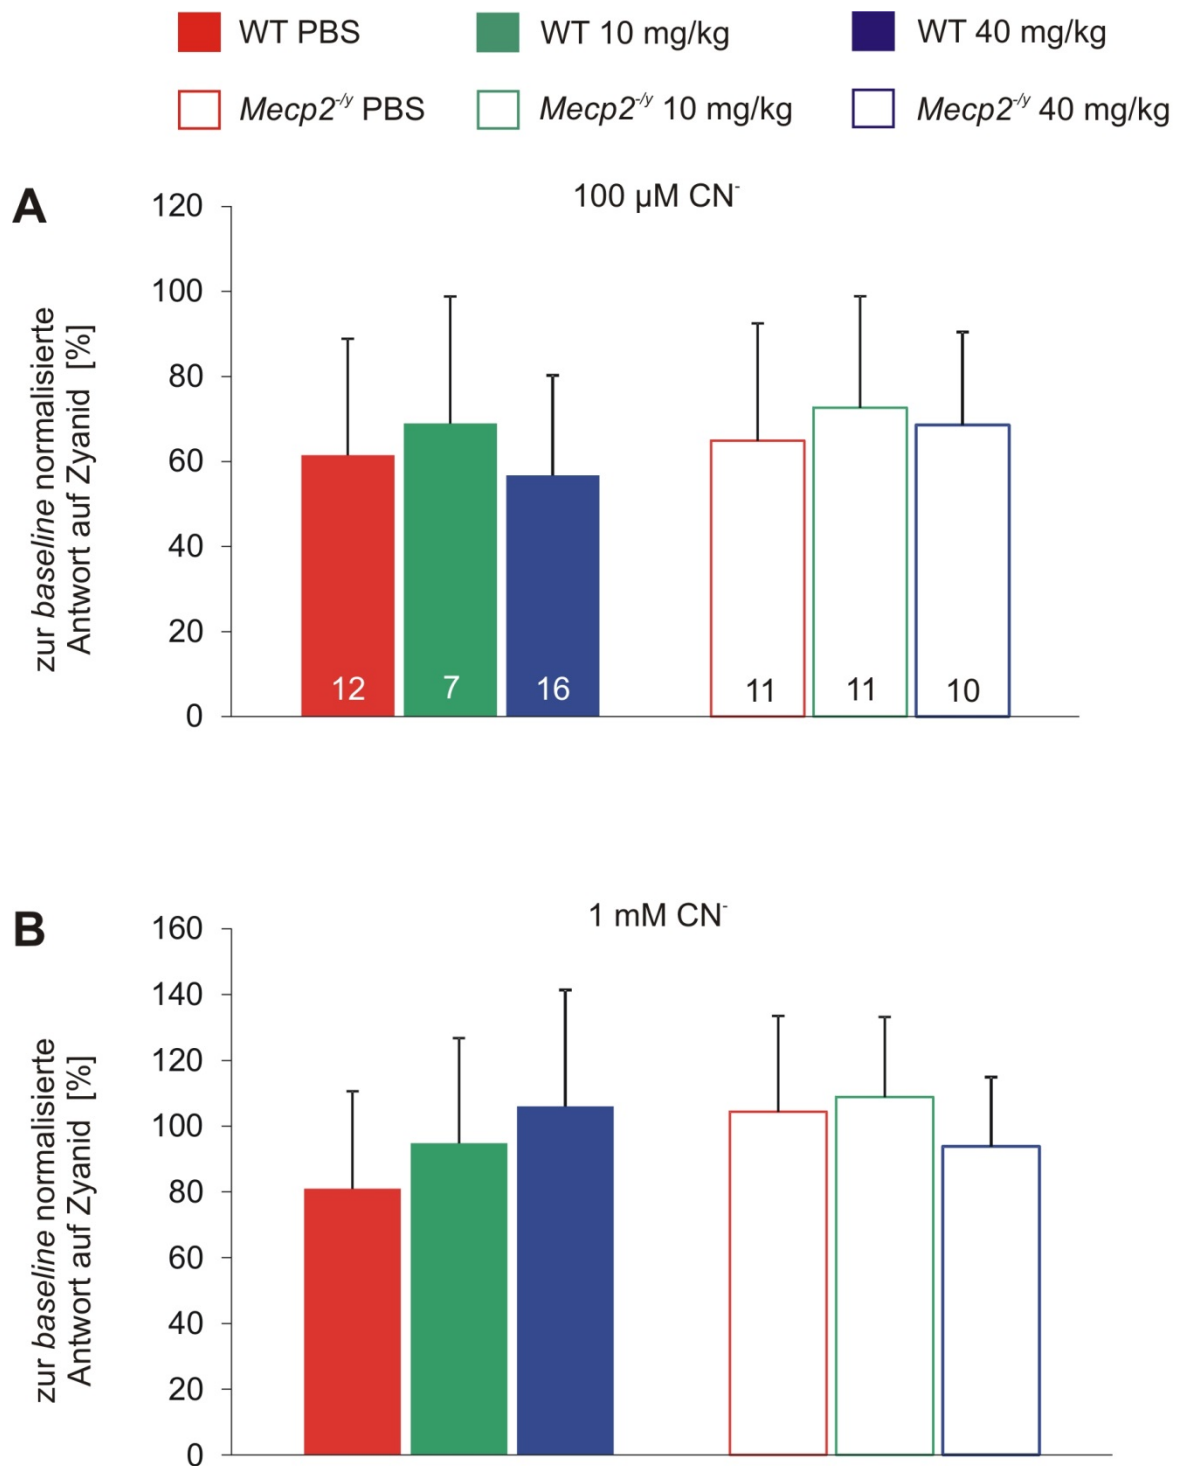 WT PBS
WT 10 mg/kg
WT 40 mg/kg
Mecp2⁻/ʸ PBS
Mecp2⁻/ʸ 10 mg/kg
Mecp2⁻/ʸ 40 mg/kg
A
100 µM CN⁻
zur baseline normalisierte
Antwort auf Zyanid [%]
120
100
80
60
40
20
0
12
7
16
11
11
10
B
1 mM CN⁻
zur baseline normalisierte
Antwort auf Zyanid [%]
160
140
120
100
80
60
40
20
0